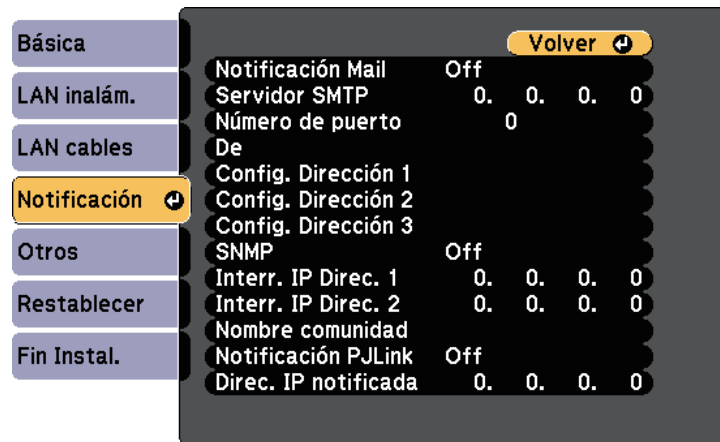 Básica
LAN inalám.
LAN cables
Notificación
Otros
Restablecer
Fin Instal.
Volver
Notificación Mail Off
Servidor SMTP 0. 0. 0. 0
Número de puerto 0
De
Config. Dirección 1
Config. Dirección 2
Config. Dirección 3
SNMP Off
Interr. IP Direc. 1 0. 0. 0. 0
Interr. IP Direc. 2 0. 0. 0. 0
Nombre comunidad
Notificación PJLink Off
Direc. IP notificada 0. 0. 0. 0